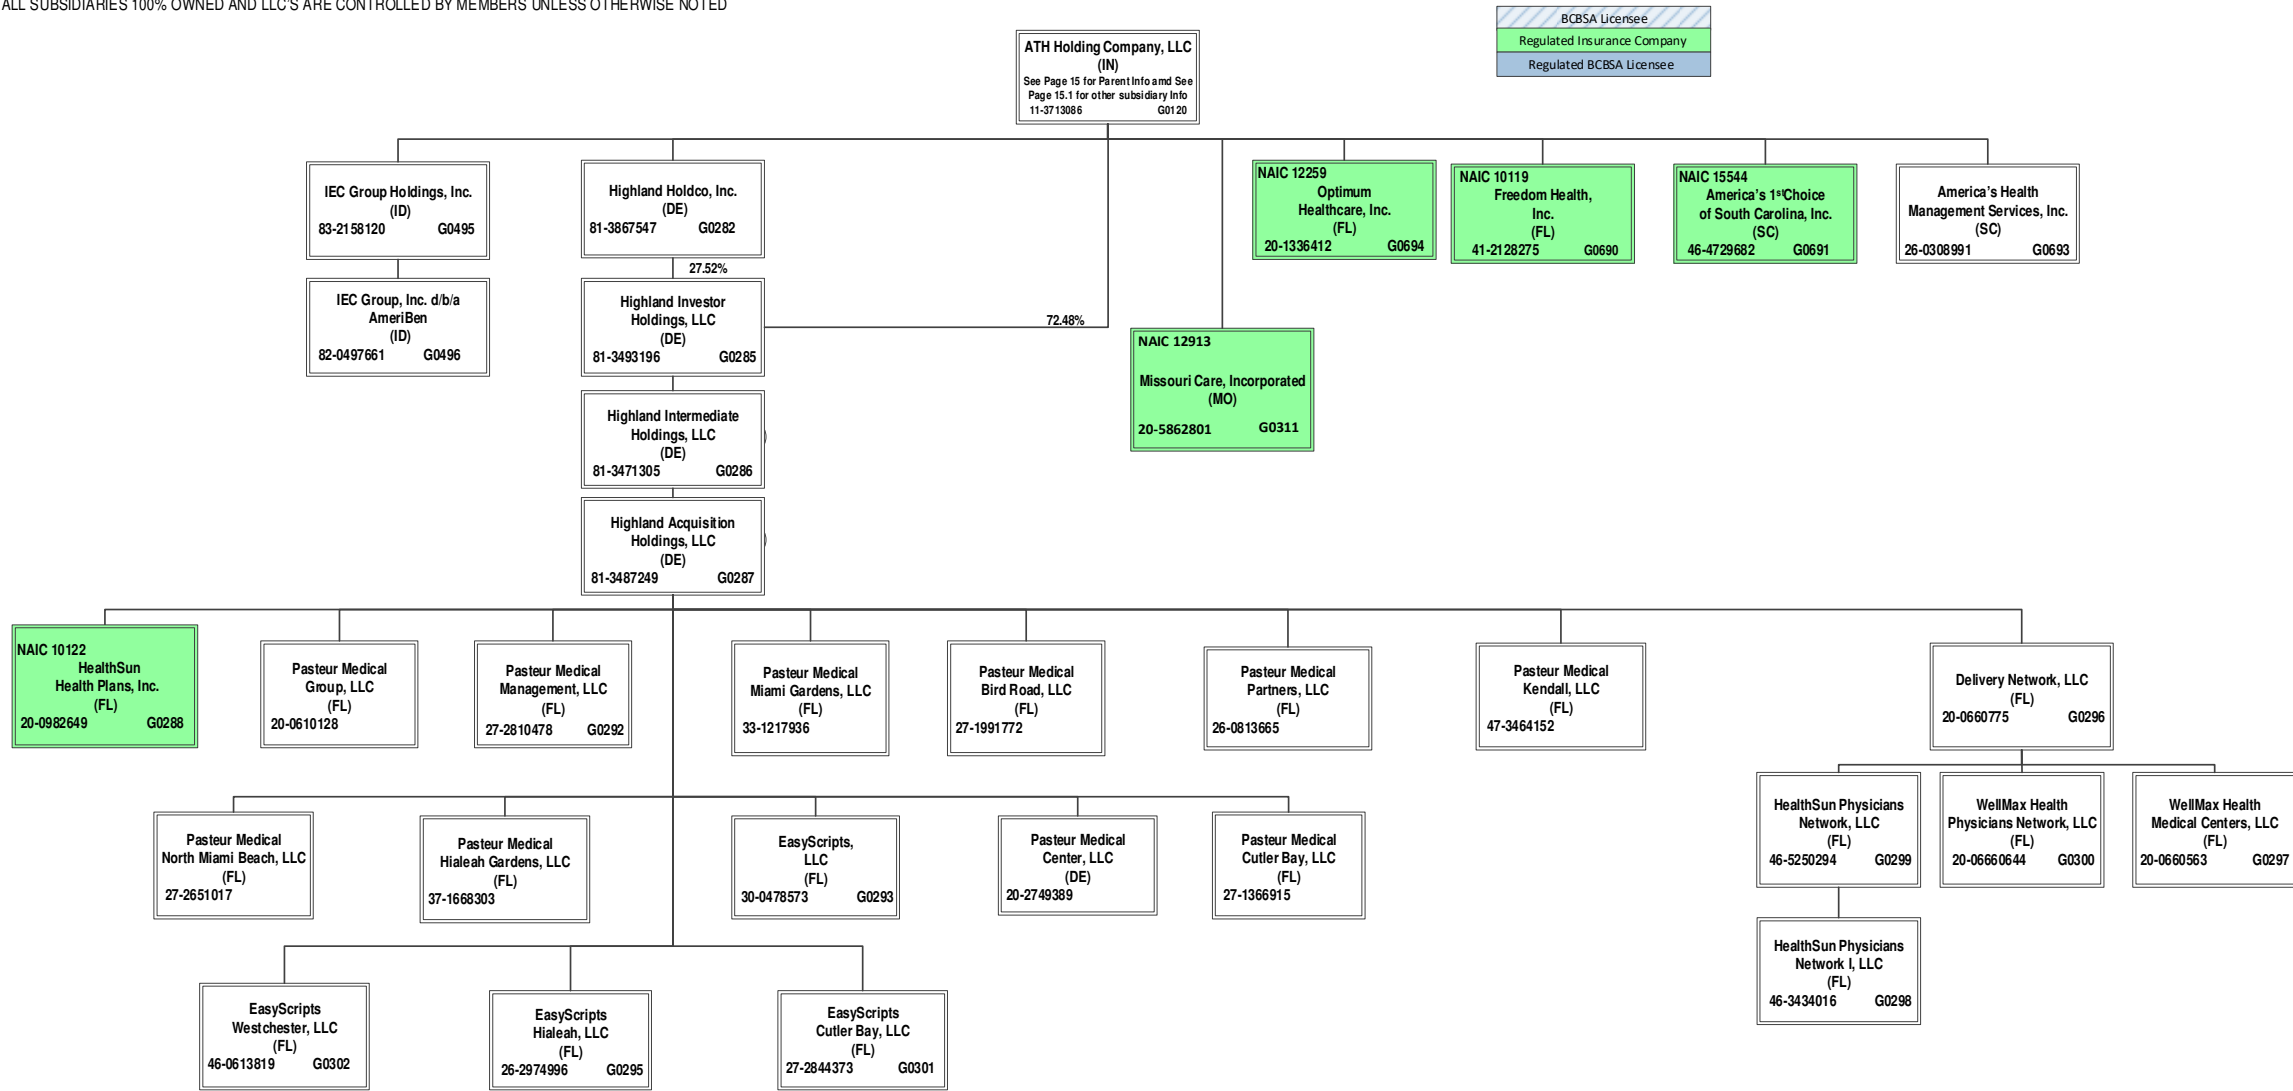 ALL SUBSIDIARIES 100% OWNED AND LLC'S ARE CONTROLLED BY MEMBERS UNLESS OTHERWISE NOTED
BCBSA Licensee
Regulated Insurance Company
Regulated BCBSA Licensee
ATH Holding Company, LLC
(IN)
See Page 15 for Parent Info amd See
Page 15.1 for other subsidiary Info
11-3713086 G0120
IEC Group Holdings, Inc.
(ID)
83-2158120 G0495
Highland Holdco, Inc.
(DE)
81-3867547 G0282
NAIC 12259
Optimum
Healthcare, Inc.
(FL)
20-1336412 G0694
NAIC 10119
Freedom Health,
Inc.
(FL)
41-2128275 G0690
NAIC 15544
America's 1st Choice
of South Carolina, Inc.
(SC)
46-4729682 G0691
America's Health
Management Services, Inc.
(SC)
26-0308991 G0693
27.52%
IEC Group, Inc. d/b/a
AmeriBen
(ID)
82-0497661 G0496
Highland Investor
Holdings, LLC
(DE)
81-3493196 G0285
72.48%
NAIC 12913
Missouri Care, Incorporated
(MO)
20-5862801 G0311
Highland Intermediate
Holdings, LLC
(DE)
81-3471305 G0286
)
Highland Acquisition
Holdings, LLC
(DE)
81-3487249 G0287
)
NAIC 10122
HealthSun
Health Plans, Inc.
(FL)
20-0982649 G0288
Pasteur Medical
Group, LLC
(FL)
20-0610128
Pasteur Medical
Management, LLC
(FL)
27-2810478 G0292
Pasteur Medical
Miami Gardens, LLC
(FL)
33-1217936
Pasteur Medical
Bird Road, LLC
(FL)
27-1991772
Pasteur Medical
Partners, LLC
(FL)
26-0813665
Pasteur Medical
Kendall, LLC
(FL)
47-3464152
Delivery Network, LLC
(FL)
20-0660775 G0296
Pasteur Medical
North Miami Beach, LLC
(FL)
27-2651017
Pasteur Medical
Hialeah Gardens, LLC
(FL)
37-1668303
EasyScripts,
LLC
(FL)
30-0478573 G0293
Pasteur Medical
Center, LLC
(DE)
20-2749389
Pasteur Medical
Cutler Bay, LLC
(FL)
27-1366915
HealthSun Physicians
Network, LLC
(FL)
46-5250294 G0299
WellMax Health
Physicians Network, LLC
(FL)
20-06660644 G0300
WellMax Health
Medical Centers, LLC
(FL)
20-0660563 G0297
HealthSun Physicians
Network I, LLC
(FL)
46-3434016 G0298
EasyScripts
Westchester, LLC
(FL)
46-0613819 G0302
EasyScripts
Hialeah, LLC
(FL)
26-2974996 G0295
EasyScripts
Cutler Bay, LLC
(FL)
27-2844373 G0301